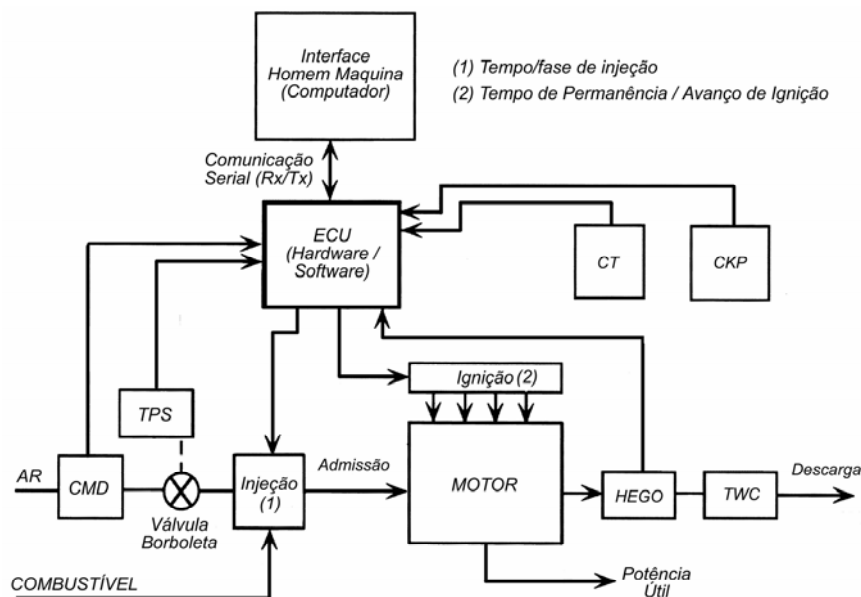 Interface
Homem Maquina
(Computador)
(1) Tempo/fase de injeção
(2) Tempo de Permanência / Avanço de Ignição
Comunicação
Serial (Rx/Tx)
ECU
(Hardware /
Software)
CT
CKP
TPS
Ignição (2)
AR
CMD
Válvula
Borboleta
Injeção
(1)
Admissão
MOTOR
HEGO
TWC
Descarga
COMBUSTÍVEL
Potência
Útil